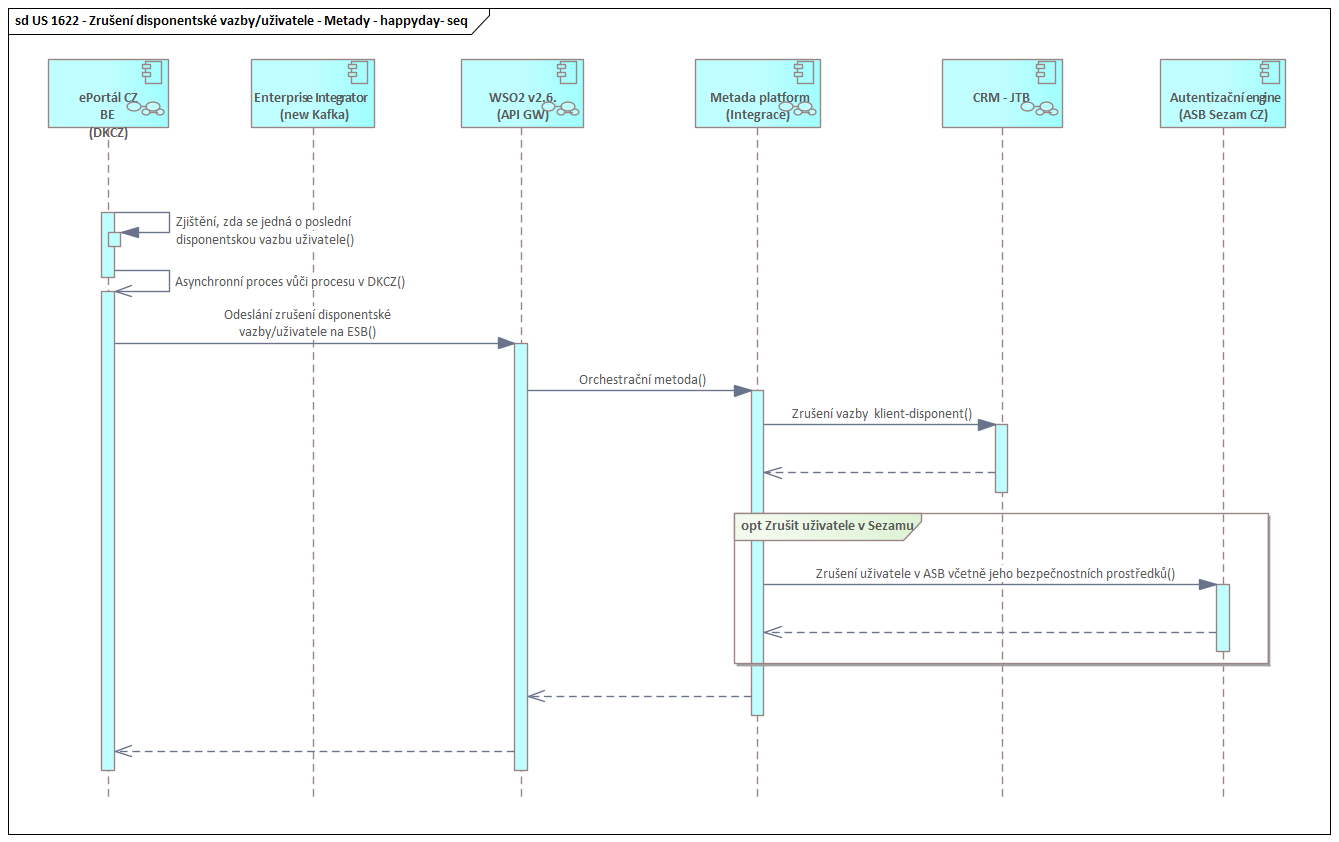 sd US 1622 - Zrušení disponentské vazby/uživatele - Metady - happyday- seq
ePortál CZ
BE
(DKCZ)
Enterprise Integrator
(new Kafka)
WSO2 v2.6.
(API GW)
Metada platform
(Integrace)
CRM - JTB
Autentizační engine
(ASB Sezam CZ)
Zjištění, zda se jedná o poslední
disponentskou vazbu uživatele()
Asynchronní proces vůči procesu v DKCZ()
Odeslání zrušení disponentské
vazby/uživatele na ESB()
Orchestrační metoda()
Zrušení vazby  klient-disponent()
opt Zrušit uživatele v Sezamu
Zrušení uživatele v ASB včetně jeho bezpečnostních prostředků()